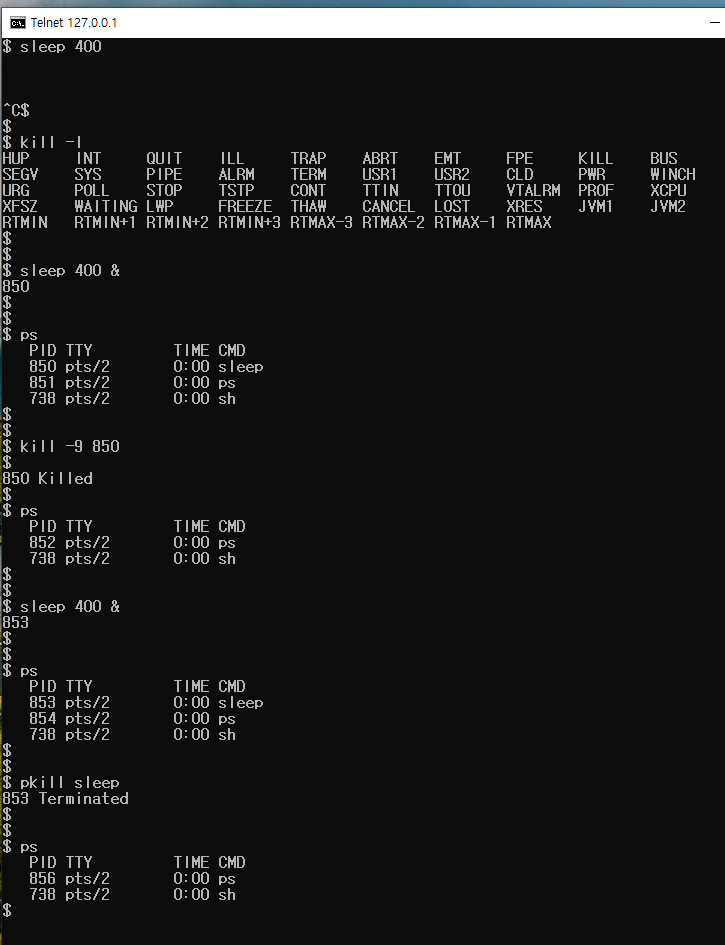 Telnet 127.0.0.1
$ sleep 400
^C$
$
$ kill -l
HUP INT QUIT ILL TRAP ABRT EMT FPE KILL BUS
SEGV SYS PIPE ALRM TERM USR1 USR2 CLD PWR WINCH
URG POLL STOP TSTP CONT TTIN TTOU VTALRM PROF XCPU
XFSZ WAITING LWP FREEZE THAW CANCEL LOST XRES JVM1 JVM2
RTMIN RTMIN+1 RTMIN+2 RTMIN+3 RTMAX-3 RTMAX-2 RTMAX-1 RTMAX
$
$
$ sleep 400 &
850
$
$
$ ps
PID TTY TIME CMD
850 pts/2 0:00 sleep
851 pts/2 0:00 ps
738 pts/2 0:00 sh
$
$
$ kill -9 850
$
850 Killed
$
$ ps
PID TTY TIME CMD
852 pts/2 0:00 ps
738 pts/2 0:00 sh
$
$
$ sleep 400 &
853
$
$
$ ps
PID TTY TIME CMD
853 pts/2 0:00 sleep
854 pts/2 0:00 ps
738 pts/2 0:00 sh
$
$
$ pkill sleep
853 Terminated
$
$
$ ps
PID TTY TIME CMD
856 pts/2 0:00 ps
738 pts/2 0:00 sh
$